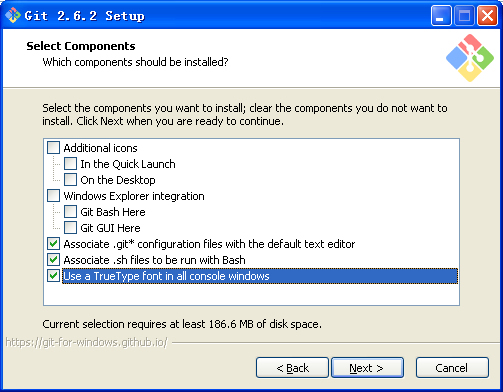 Git 2.6.2 Setup
Select Components
Which components should be installed?
Select the components you want to install; clear the components you do not want to
install. Click Next when you are ready to continue.
Additional icons
In the Quick Launch
On the Desktop
Windows Explorer integration
Git Bash Here
Git GUI Here
Associate .git* configuration files with the default text editor
Associate .sh files to be run with Bash
Use a TrueType font in all console windows
Current selection requires at least 186.6 MB of disk space.
https://git-for-windows.github.io/
< Back
Next >
Cancel